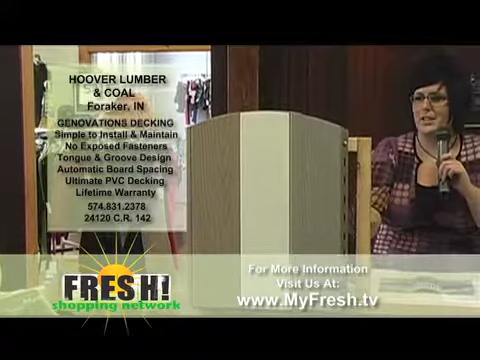 HOOVER LUMBER
& COAL
Foraker, IN
GENOVATIONS DECKING
Simple to Install & Maintain
No Exposed Fasteners
Tongue & Groove Design
Automatic Board Spacing
Ultimate PVC Decking
Lifetime Warranty
574.831.2378
24120 C.R. 142
FRESH!
shopping network
For More Information
Visit Us At:
www.MyFresh.tv